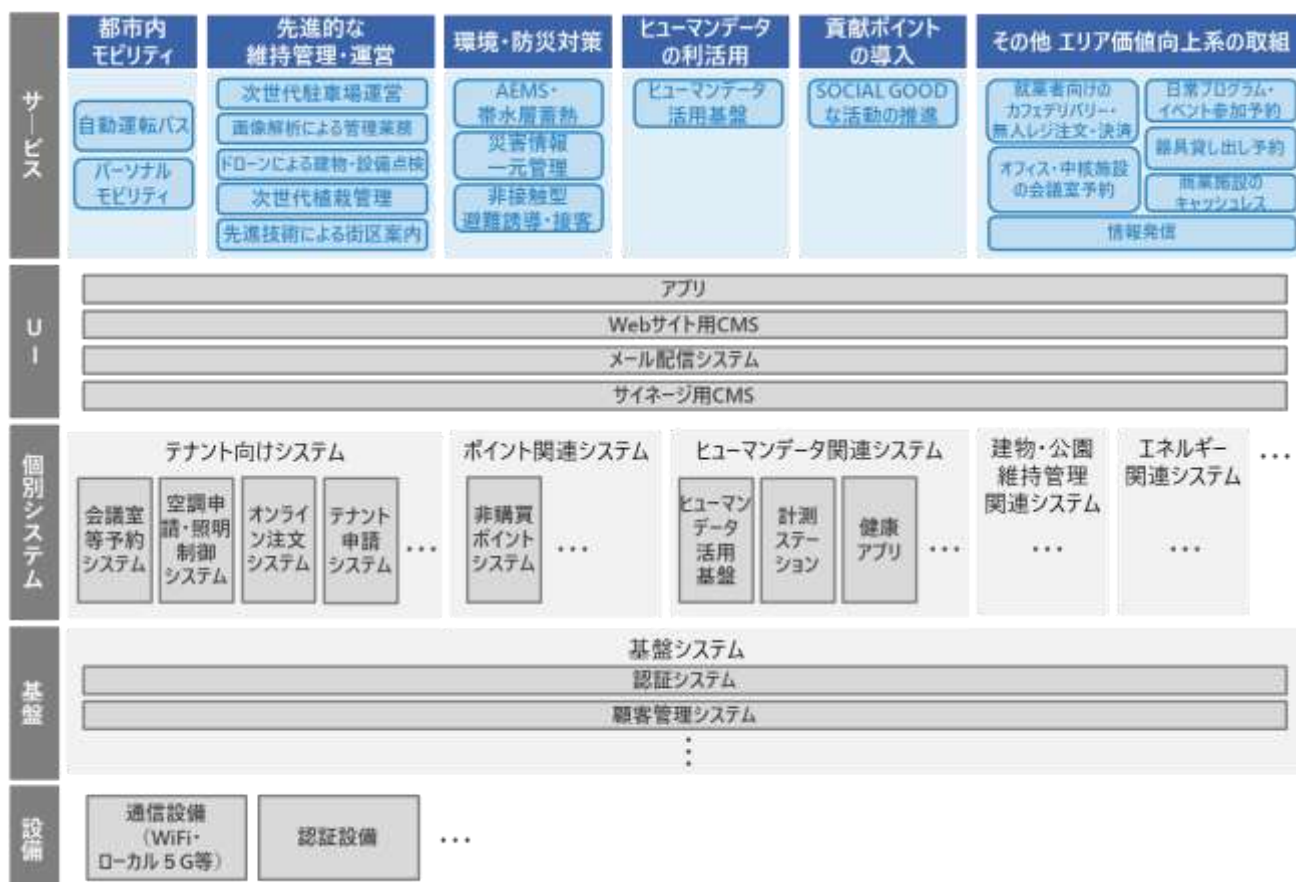 サービス
都市内
モビリティ
自動運転バス
パーソナル
モビリティ
先進的な
維持管理・運営
次世代駐車場運営
画像解析による管理業務
ドローンによる建物・設備点検
次世代植栽管理
先進技術による街区案内
環境・防災対策
AEMS・
帯水層蓄熱
災害情報
一元管理
非接触型
避難誘導・接客
ヒューマンデータ
の利活用
ヒューマンデータ
活用基盤
貢献ポイント
の導入
SOCIAL GOOD
な活動の推進
その他 エリア価値向上系の取組
就業者向けの
カフェデリバリー・
無人レジ注文・決済
オフィス・中核施設
の会議室予約
日常プログラム・
イベント参加予約
器具貸し出し予約
商業施設の
キャッシュレス
情報発信
UI
アプリ
Webサイト用CMS
メール配信システム
サイネージ用CMS
個別システム
テナント向けシステム
会議室
等予約
システム
空調申
請・照明
制御
システム
オンライ
ン注文
システム
テナント
申請
システム
・・・
ポイント関連システム
非購買
ポイント
システム
・・・
ヒューマンデータ関連システム
ヒューマン
データ
活用
基盤
計測
ステー
ション
健康
アプリ
・・・
建物・公園
維持管理
関連システム
・・・
エネルギー
関連システム
・・・
・・・
基盤
基盤システム
認証システム
顧客管理システム
・・・
設備
通信設備
（WiFi・
ローカル５G等）
認証設備
・・・